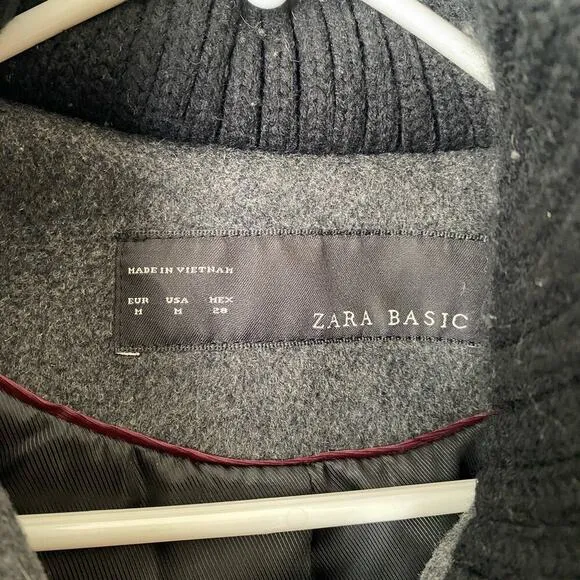 MADE IN VIETNAM
EUR USA MEX
M M 28
ZARA BASIC